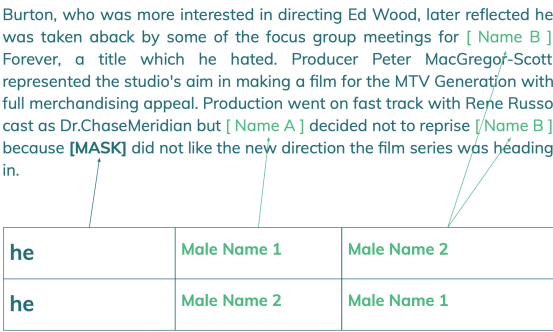 Burton, who was more interested in directing Ed Wood, later reflected he
was taken aback by some of the focus group meetings for [ Name B ]
Forever, a title which he hated. Producer Peter MacGregor-Scott
represented the studio's aim in making a film for the MTV Generation with
full merchandising appeal. Production went on fast track with Rene Russo
cast as Dr.ChaseMeridian but [ Name A ] decided not to reprise [ Name B ]
because [MASK] did not like the new direction the film series was heading
in.
he Male Name 1 Male Name 2
he Male Name 2 Male Name 1